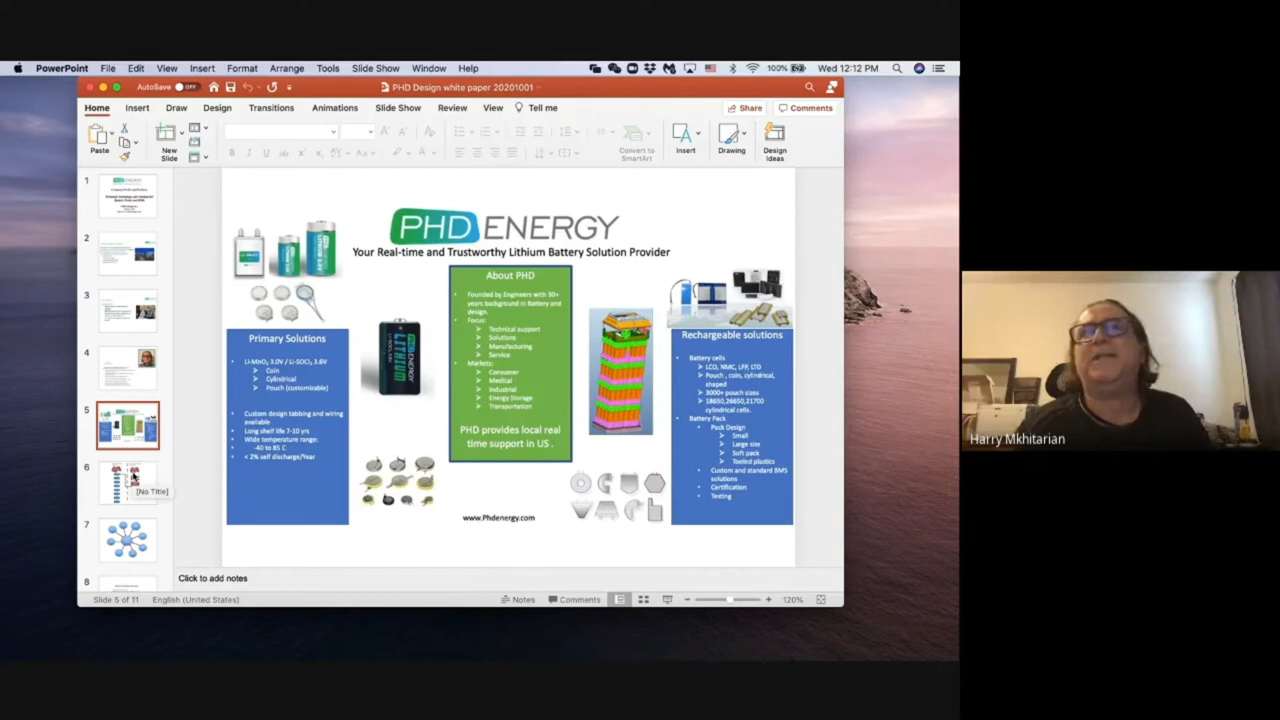 PowerPoint File Edit View Insert Format Arrange Tools Slide Show Window Help 100% Wed 12:12 PM
AutoSave OFF PHD Design white paper 20201001
Home Insert Draw Design Transitions Animations Slide Show Review View Tell me Share Comments
Paste New Slide Convert to SmartArt Insert Drawing Design Ideas
1
2
3
4
5
6
[No Title]
7
8
PHD ENERGY
Your Real-time and Trustworthy Lithium Battery Solution Provider
Primary Solutions
Li-MnO₂ 3.0V / Li-SOCl₂ 3.6V
Coin
Cylindrical
Pouch (customizable)
Custom design tabbing and wiring
available
Long shelf life 7-10 yrs
Wide temperature range:
-40 to 85 C
< 2% self discharge/Year
About PHD
Founded by Engineers with 30+
years background in Battery and
design.
Focus:
Technical support
Solutions
Manufacturing
Service
Markets:
Consumer
Medical
Industrial
Energy Storage
Transportation
PHD provides local real
time support in US .
www.Phdenergy.com
Rechargeable solutions
Battery cells
LCO, NMC, LFP, LTO
Pouch , coin, cylindrical,
shaped
3000+ pouch sizes
18650,26650,21700
cylindrical cells.
Battery Pack
Pack Design
Small
Large size
Soft pack
Tooled plastics
Custom and standard BMS
solutions
Certification
Testing
Click to add notes
Slide 5 of 11 English (United States) Notes Comments 120%
Harry Mkhitarian